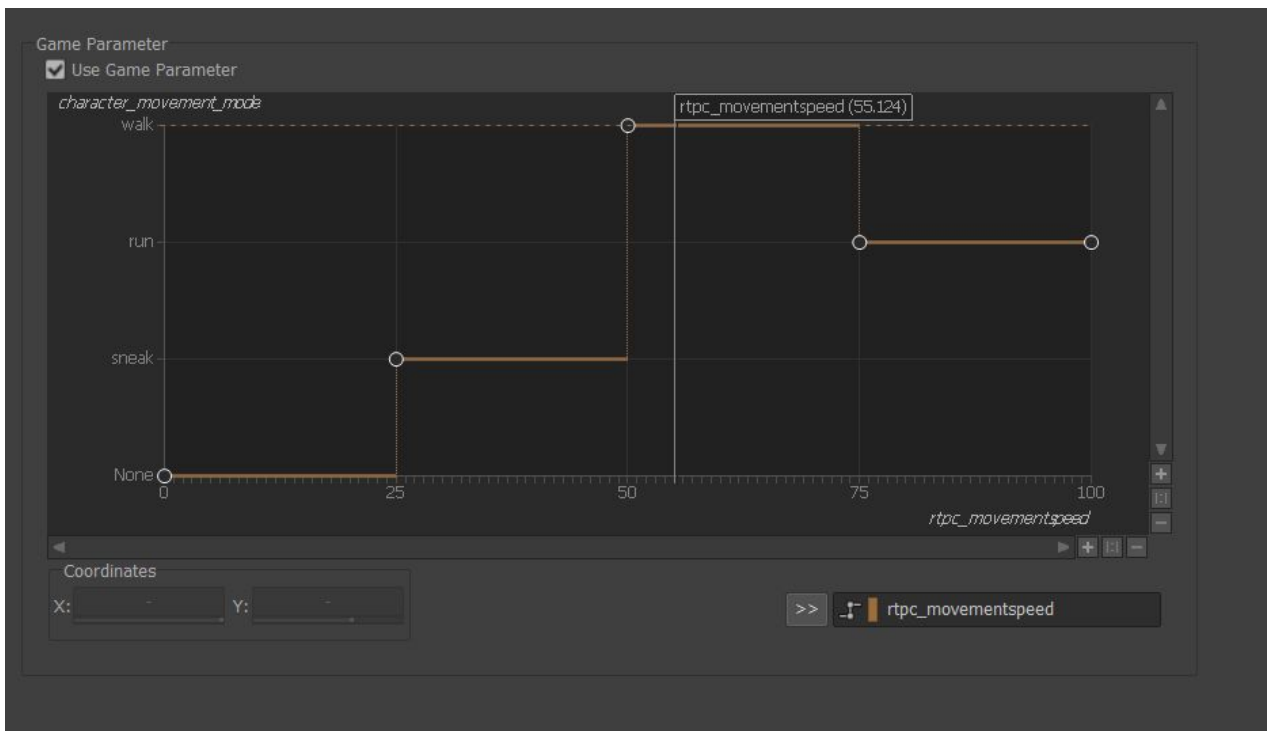 Game Parameter
Use Game Parameter
character_movement_mode
rtpc_movementspeed (55.124)
walk
run
sneak
None
0 25 50 75 100
rtpc_movementspeed
Coordinates
X: - Y: -
>> rtpc_movementspeed